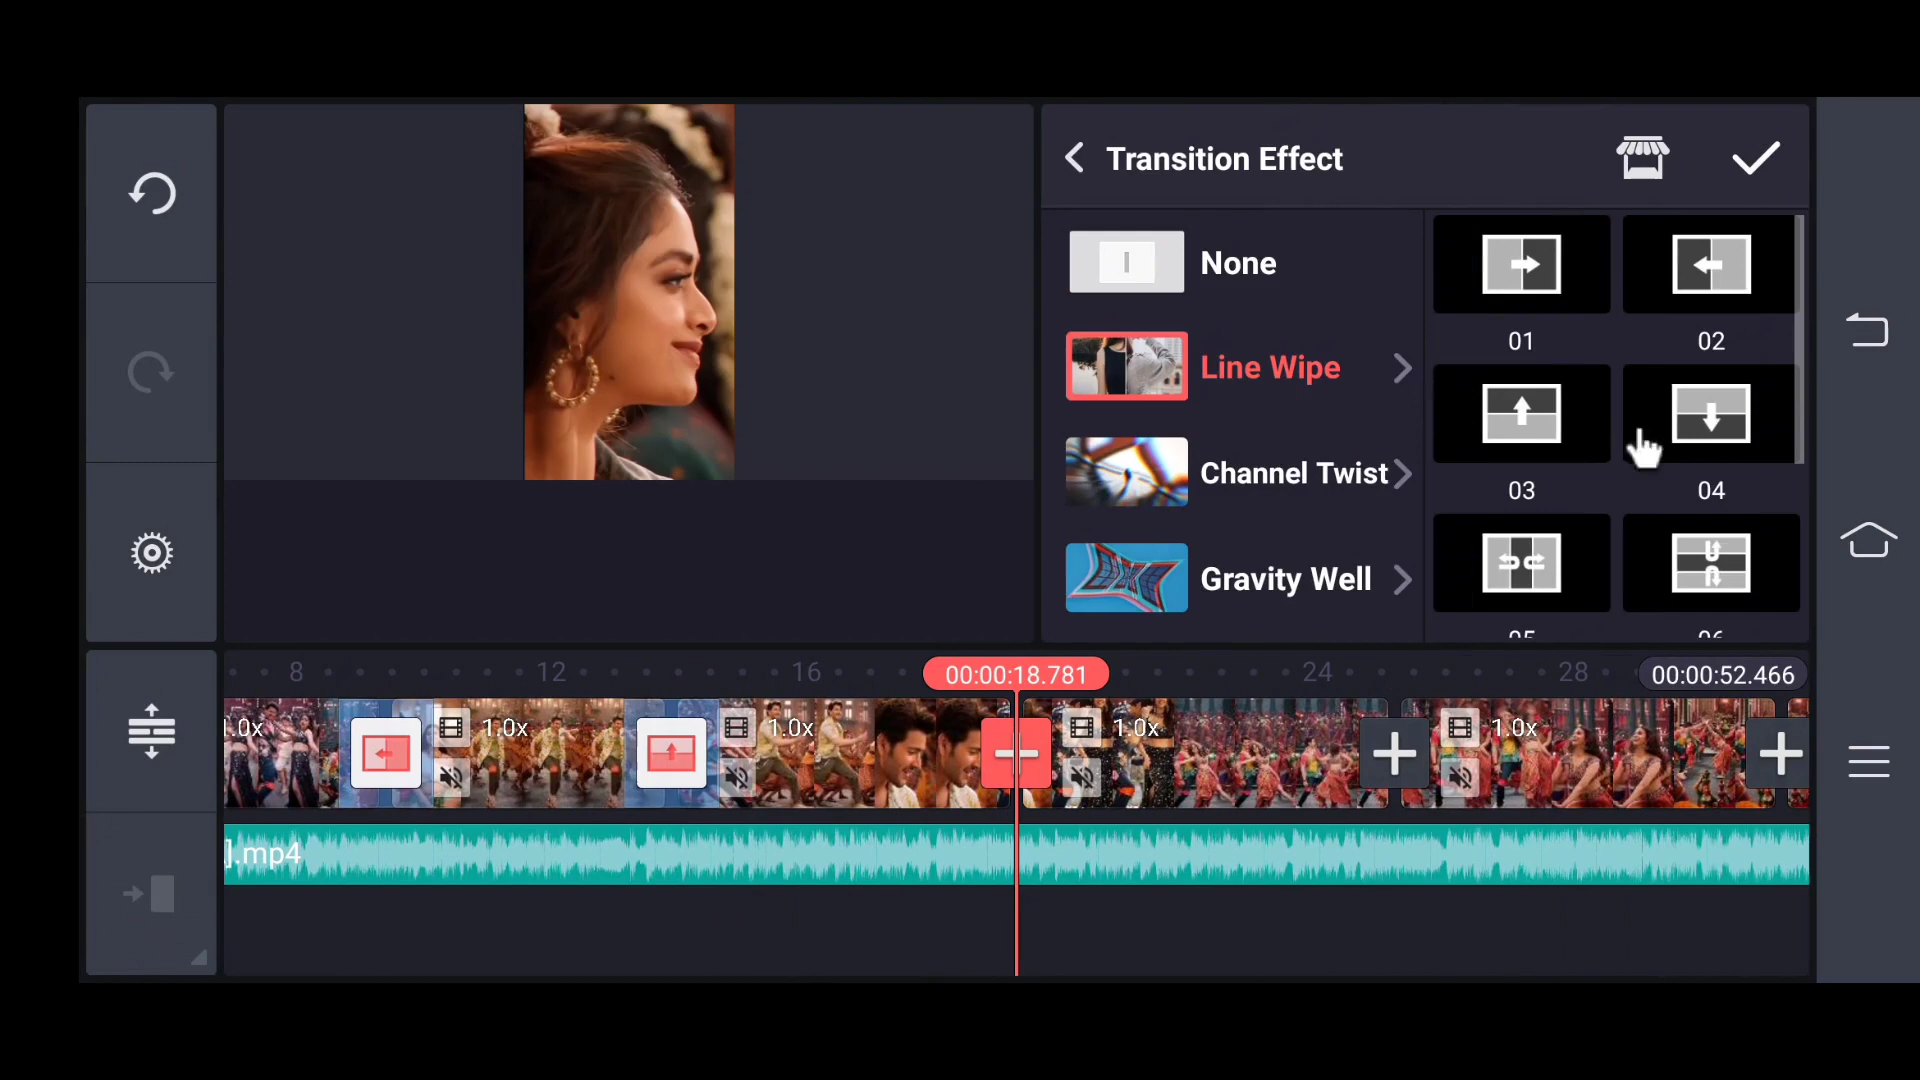 Transition Effect
None
Line Wipe
Channel Twist
Gravity Well
01
02
03
04
05
06
8
12
16
00:00:18.781
24
28
00:00:52.466
1.0x
1.0x
1.0x
1.0x
1.0x
].mp4